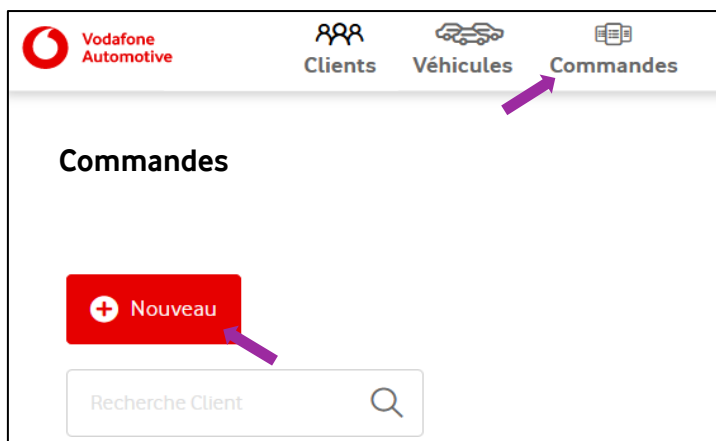 Vodafone
Automotive
Clients Véhicules Commandes
Commandes
Nouveau
Recherche Client